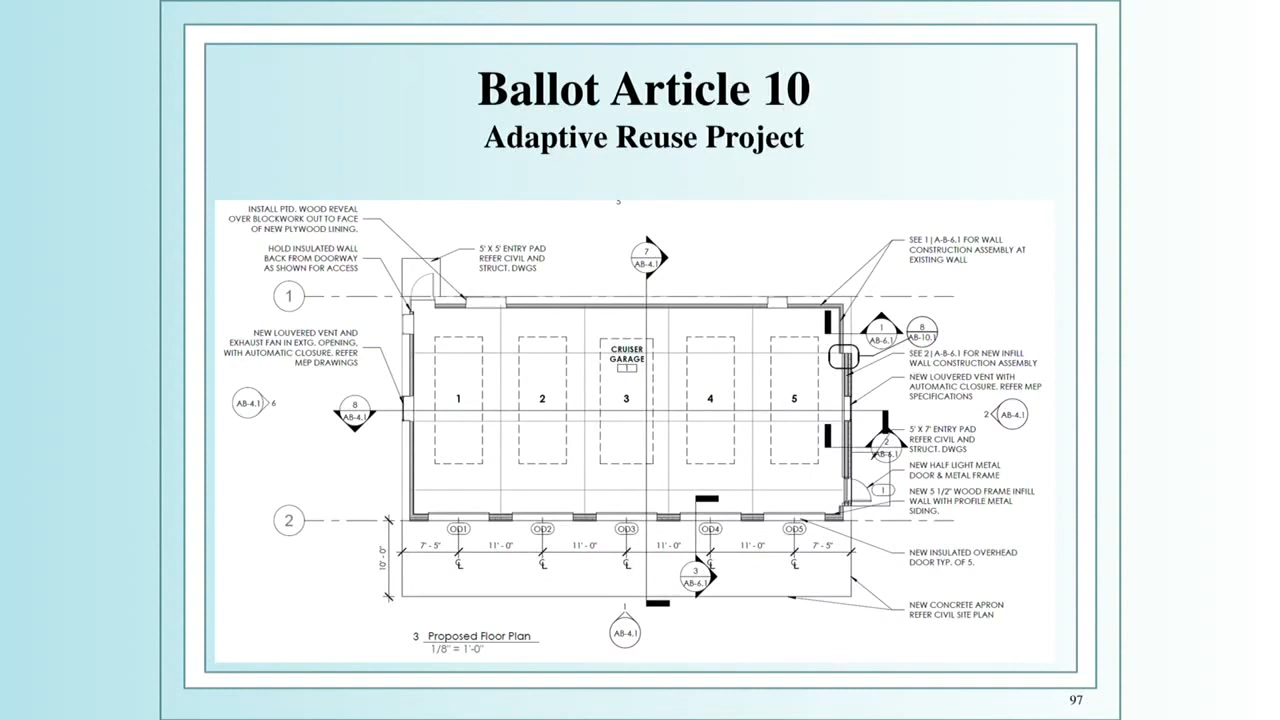 Ballot Article 10
Adaptive Reuse Project
INSTALL PTD. WOOD REVEAL
OVER BLOCKWORK OUT TO FACE
OF NEW PLYWOOD LINING.
HOLD INSULATED WALL
BACK FROM DOORWAY
AS SHOWN FOR ACCESS
5' X 5' ENTRY PAD
REFER CIVIL AND
STRUCT. DWGS
7
AB-4.1
SEE 1|A-B-6.1 FOR WALL
CONSTRUCTION ASSEMBLY AT
EXISTING WALL
1
NEW LOUVERED VENT AND
EXHAUST FAN IN EXTG. OPENING,
WITH AUTOMATIC CLOSURE. REFER
MEP DRAWINGS
CRUISER
GARAGE
1
1
AB-6.1
8
AB-10.1
SEE 2|A-B-6.1 FOR NEW INFILL
WALL CONSTRUCTION ASSEMBLY
NEW LOUVERED VENT WITH
AUTOMATIC CLOSURE. REFER MEP
SPECIFICATIONS
AB-4.1
6
8
AB-4.1
1
2
3
4
5
2
AB-4.1
5' X 7' ENTRY PAD
REFER CIVIL AND
STRUCT. DWGS
2
AB-6.1
NEW HALF LIGHT METAL
DOOR & METAL FRAME
1
NEW 5 1/2" WOOD FRAME INFILL
WALL WITH PROFILE METAL
SIDING.
2
OD1
OD2
OD3
OD4
OD5
7' - 5"
11' - 0"
11' - 0"
11' - 0"
11' - 0"
7' - 5"
10' - 0"
NEW INSULATED OVERHEAD
DOOR TYP. OF 5.
3
AB-6.1
NEW CONCRETE APRON
REFER CIVIL SITE PLAN
1
AB-4.1
3 Proposed Floor Plan
1/8" = 1'-0"
97